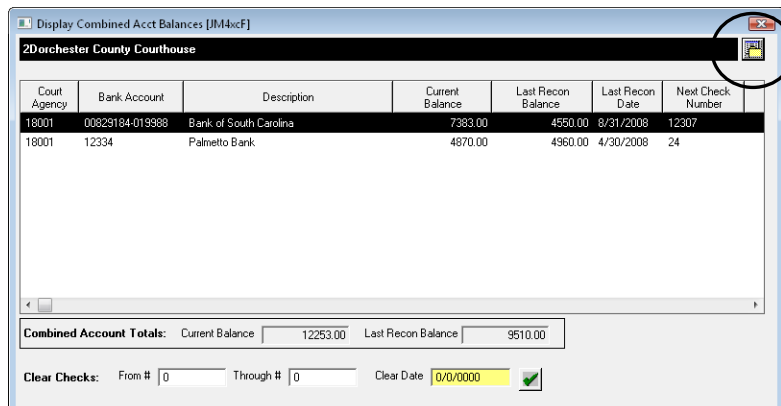 Display Combined Acct Balances [JM4xcF]
2Dorchester County Courthouse
Court Agency Bank Account Description Current Balance Last Recon Balance Last Recon Date Next Check Number
18001 00829184-019988 Bank of South Carolina 7383.00 4550.00 8/31/2008 12307
18001 12334 Palmetto Bank 4870.00 4960.00 4/30/2008 24
Combined Account Totals: Current Balance 12253.00 Last Recon Balance 9510.00
Clear Checks: From # 0 Through # 0 Clear Date 0/0/0000